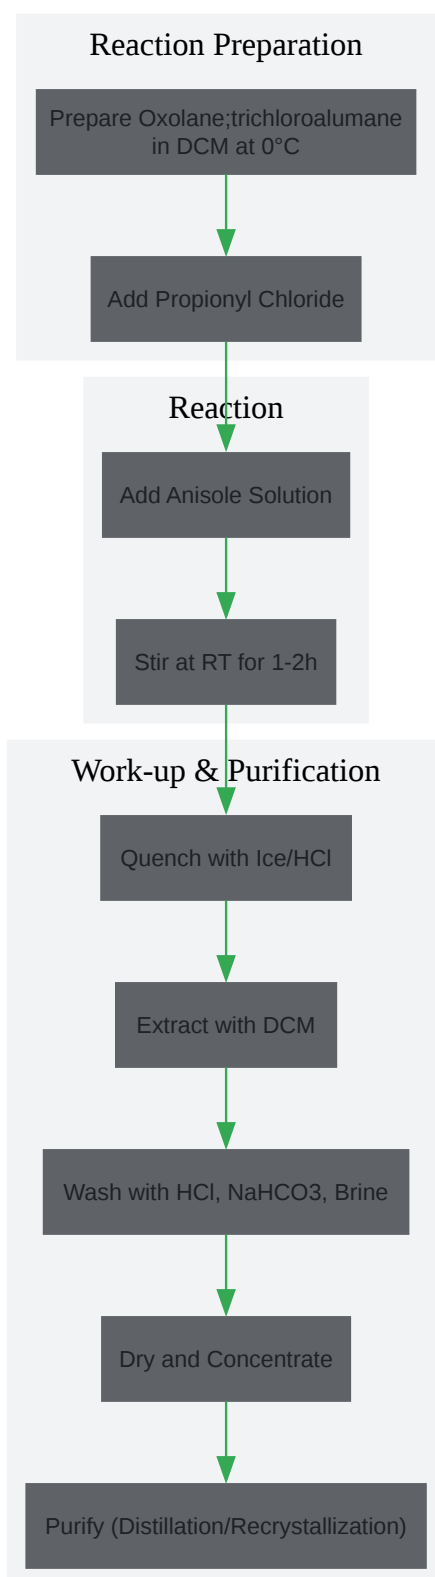 Reaction Preparation
Prepare Oxolane;trichloroalumane
in DCM at 0°C
Add Propionyl Chloride
Reaction
Add Anisole Solution
Stir at RT for 1-2h
Work-up & Purification
Quench with Ice/HCl
Extract with DCM
Wash with HCl, NaHCO3, Brine
Dry and Concentrate
Purify (Distillation/Recrystallization)